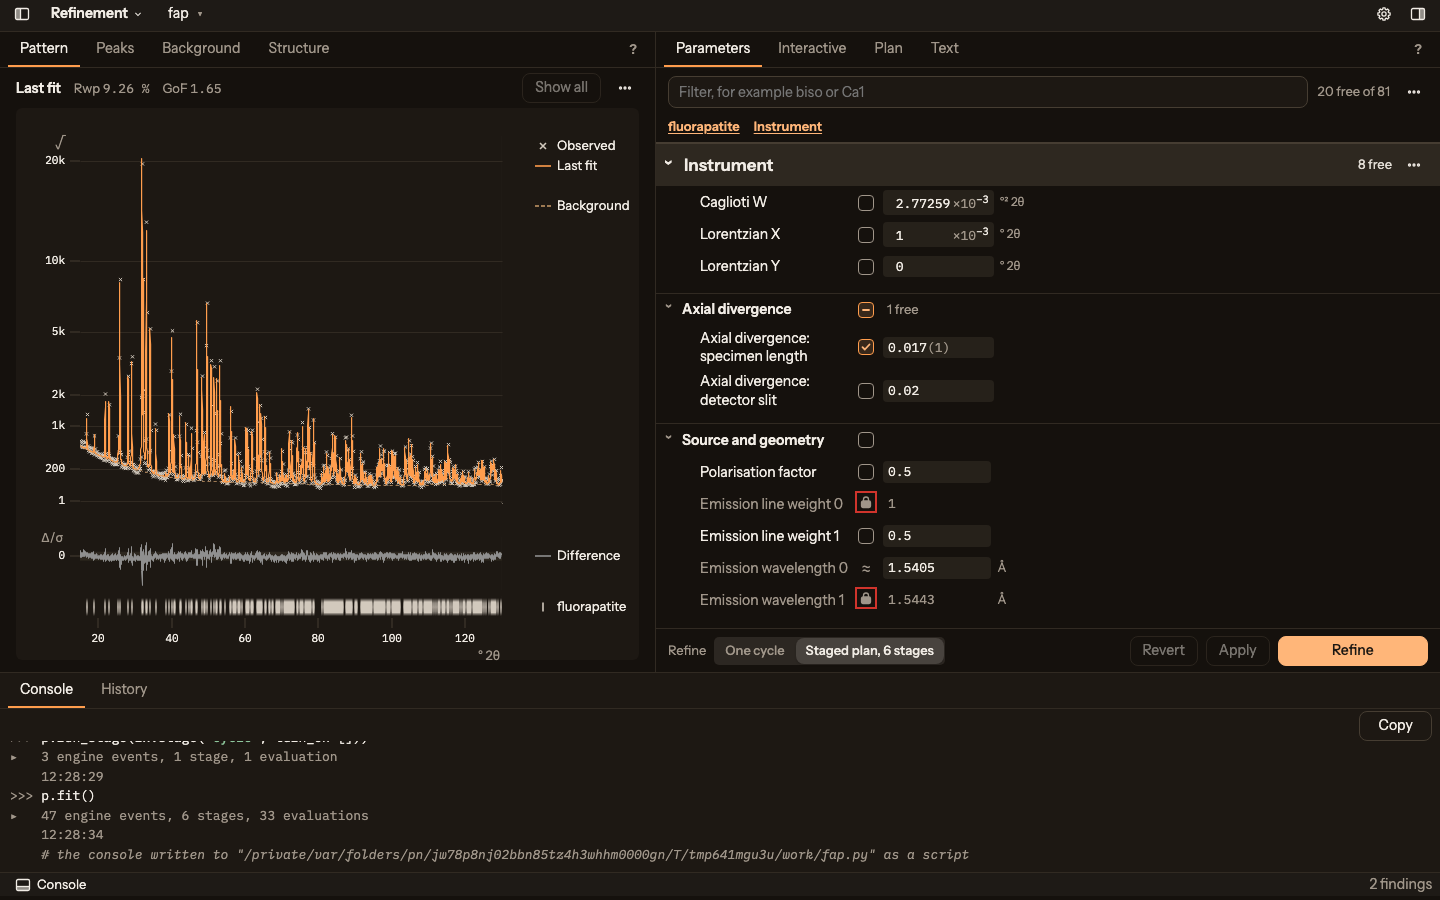 Refinement
fap
Pattern
Peaks
Background
Structure
?
Last fit
Rwp 9.26 %
GoF 1.65
Show all
√
20k
10k
5k
2k
1k
200
1
Δ/σ
0
× Observed
Last fit
Background
Difference
fluorapatite
20
40
60
80
100
120
°2θ
Parameters
Interactive
Plan
Text
?
Filter, for example biso or Ca1
20 free of 81
fluorapatite
Instrument
Instrument
8 free
Caglioti W
2.77259 ×10⁻³ °² 2θ
Lorentzian X
1 ×10⁻³ ° 2θ
Lorentzian Y
0 ° 2θ
Axial divergence
1 free
Axial divergence:
specimen length
0.017(1)
Axial divergence:
detector slit
0.02
Source and geometry
Polarisation factor
0.5
Emission line weight 0
1
Emission line weight 1
0.5
Emission wavelength 0
≈ 1.5405 Å
Emission wavelength 1
1.5443 Å
Refine
One cycle
Staged plan, 6 stages
Revert
Apply
Refine
Console
History
Copy
3 engine events, 1 stage, 1 evaluation
12:28:29
>>> p.fit()
47 engine events, 6 stages, 33 evaluations
12:28:34
# the console written to "/private/var/folders/pn/jw78p8nj02bbn85tz4h3whhm0000gn/T/tmp641mgu3u/work/fap.py" as a script
Console
2 findings